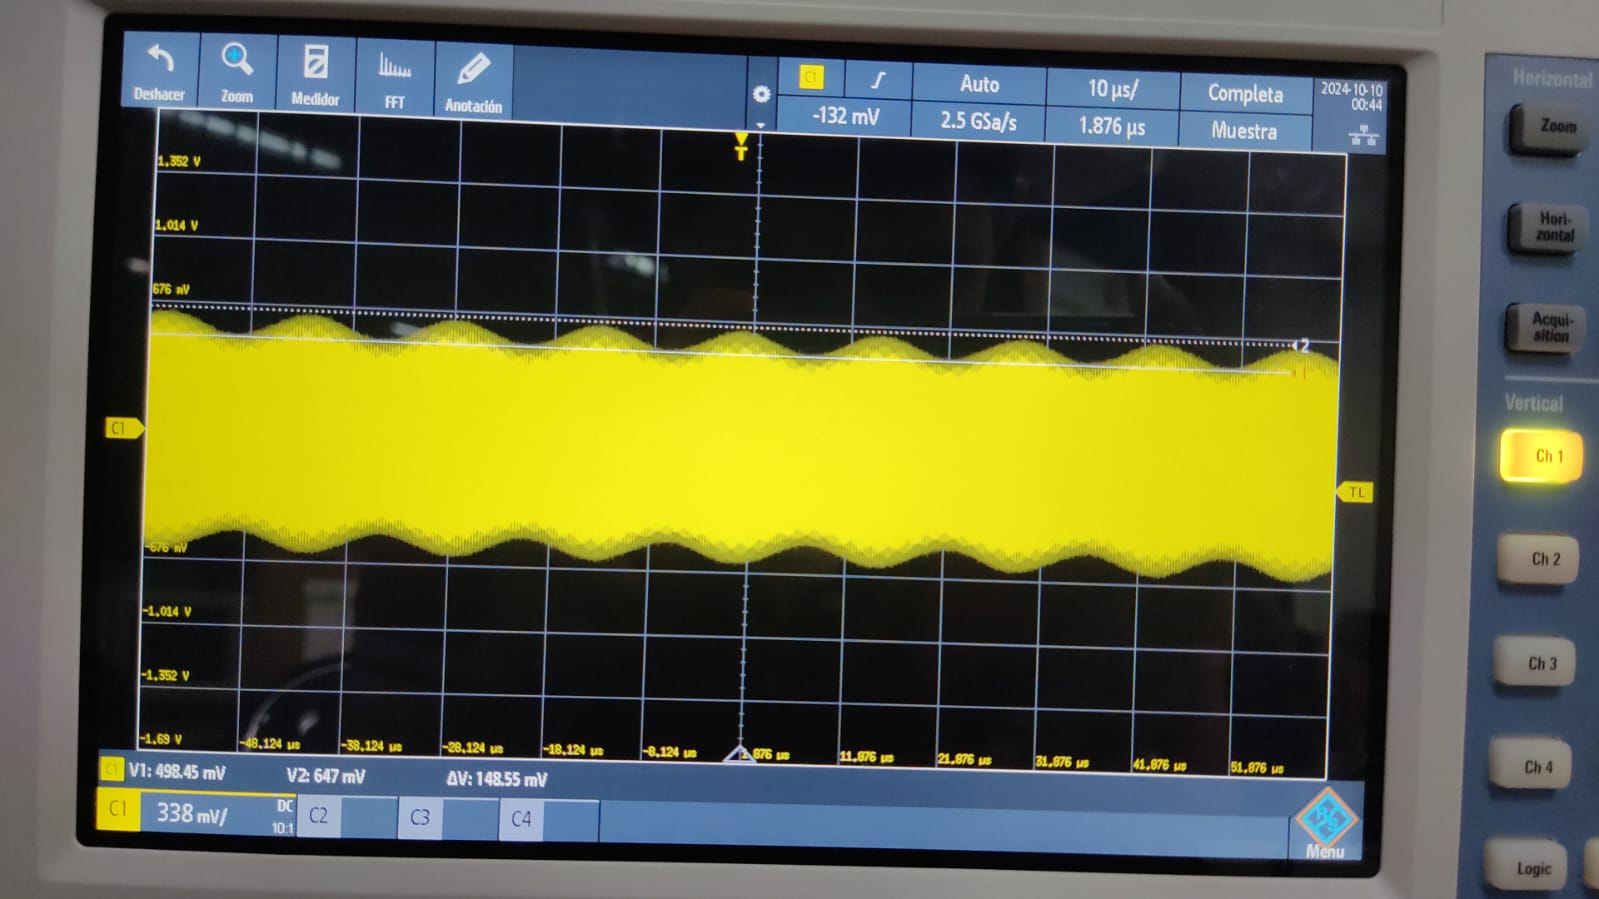 Deshacer
Zoom
Medidor
FFT
Anotación
C1
Auto
10 µs/
Completa
2024-10-10
00:44
-132 mV
2.5 GSa/s
1.876 µs
Muestra
T
1,352 V
1,014 V
676 mV
2
1
C1
TL
-676 mV
-1,014 V
-1,352 V
-1.69 V
-48,124 µs
-38,124 µs
-28,124 µs
-18,124 µs
-8,124 µs
1,876 µs
11,876 µs
21,876 µs
31,876 µs
41,876 µs
51,876 µs
C1
V1: 498.45 mV
V2: 647 mV
ΔV: 148.55 mV
C1
338 mV/
DC
10:1
C2
C3
C4
R&S
Menu
Horizontal
Zoom
Hori-
zontal
Acqui-
sition
Vertical
Ch 1
Ch 2
Ch 3
Ch 4
Logic